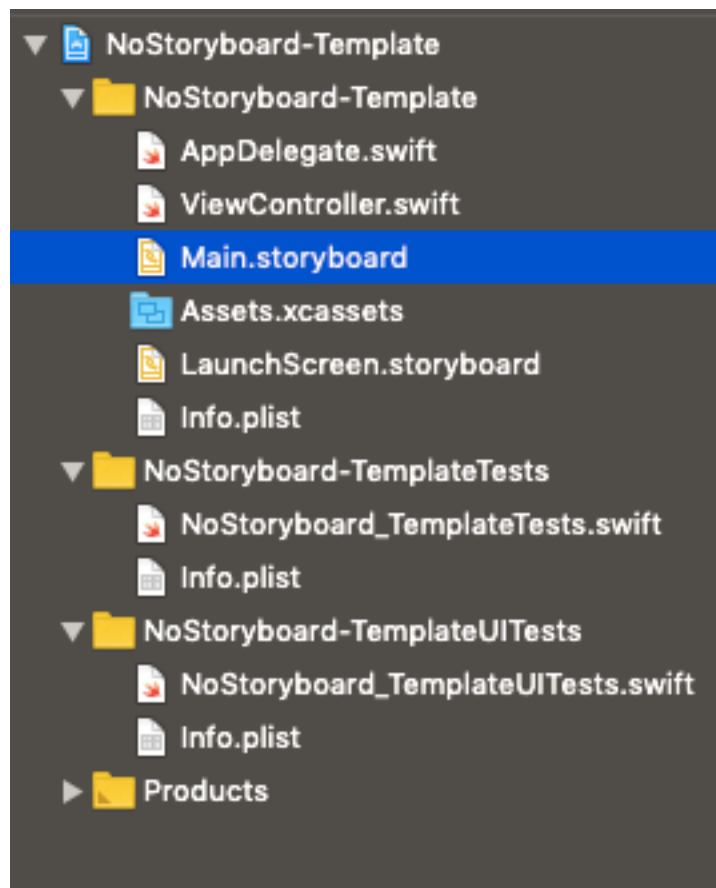 NoStoryboard-Template
NoStoryboard-Template
AppDelegate.swift
ViewController.swift
Main.storyboard
Assets.xcassets
LaunchScreen.storyboard
Info.plist
NoStoryboard-TemplateTests
NoStoryboard_TemplateTests.swift
Info.plist
NoStoryboard-TemplateUITests
NoStoryboard_TemplateUITests.swift
Info.plist
Products